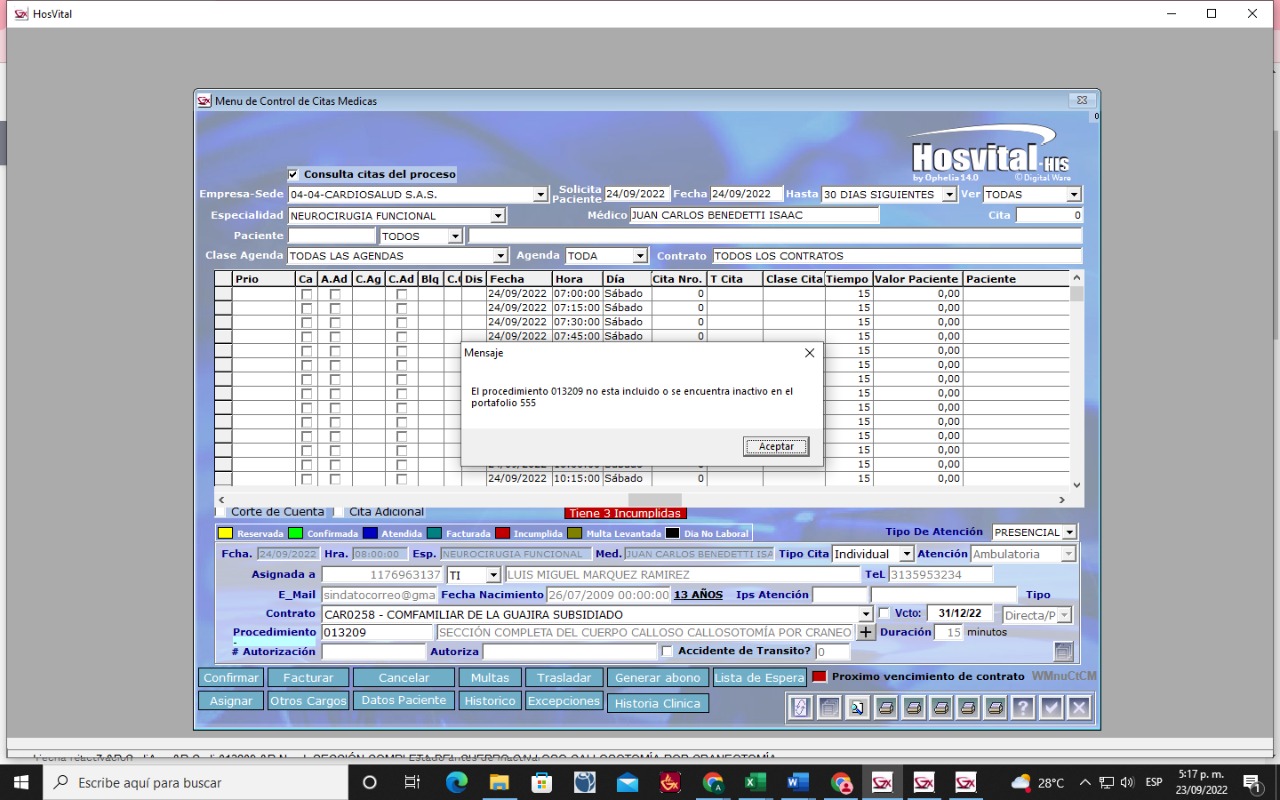 HosVital
Menu de Control de Citas Medicas
0
Hosvital-HIS
by Ophelia 14.0 © Digital Ware
Consulta citas del proceso
Empresa-Sede 04-04-CARDIOSALUD S.A.S. Solicita Paciente 24/09/2022 Fecha 24/09/2022 Hasta 30 DIAS SIGUIENTES Ver TODAS
Especialidad NEUROCIRUGIA FUNCIONAL Médico JUAN CARLOS BENEDETTI ISAAC Cita 0
Paciente TODOS
Clase Agenda TODAS LAS AGENDAS Agenda TODA Contrato TODOS LOS CONTRATOS
Prio Ca A.Ad C.Ag C.Ad Blq C.( Dis Fecha Hora Día Cita Nro. T Cita Clase Cita Tiempo Valor Paciente Paciente
24/09/2022 07:00:00 Sábado 0 15 0,00
24/09/2022 07:15:00 Sábado 0 15 0,00
24/09/2022 07:30:00 Sábado 0 15 0,00
24/09/2022 07:45:00 Sábado 0 15 0,00
15 0,00
15 0,00
15 0,00
15 0,00
15 0,00
15 0,00
15 0,00
15 0,00
15 0,00
24/09/2022 10:15:00 Sábado 0 15 0,00
Mensaje
El procedimiento 013209 no esta incluido o se encuentra inactivo en el
portafolio 555
Aceptar
Corte de Cuenta Cita Adicional Tiene 3 Incumplidas
Reservada Confirmada Atendida Facturada Incumplida Multa Levantada Dia No Laboral Tipo De Atención PRESENCIAL
Fcha. 24/09/2022 Hra. 08:00:00 Esp. NEUROCIRUGIA FUNCIONAL Med. JUAN CARLOS BENEDETTI ISA Tipo Cita Individual Atención Ambulatoria
Asignada a 1176963137 TI LUIS MIGUEL MARQUEZ RAMIREZ Tel. 3135953234
E_Mail sindatocorreo@gma Fecha Nacimiento 26/07/2009 00:00:00 13 AÑOS Ips Atención Tipo
Contrato CAR0258 - COMFAMILIAR DE LA GUAJIRA SUBSIDIADO Vcto: 31/12/22 Directa/P
Procedimiento 013209 SECCIÓN COMPLETA DEL CUERPO CALLOSO CALLOSOTOMÍA POR CRANEO + Duración 15 minutos
# Autorización Autoriza Accidente de Transito? 0
Confirmar Facturar Cancelar Multas Trasladar Generar abono Lista de Espera Proximo vencimiento de contrato WMnuCtCM
Asignar Otros Cargos Datos Paciente Historico Excepciones Historia Clinica
Escribe aquí para buscar
28°C ESP 5:17 p. m.
23/09/2022
1